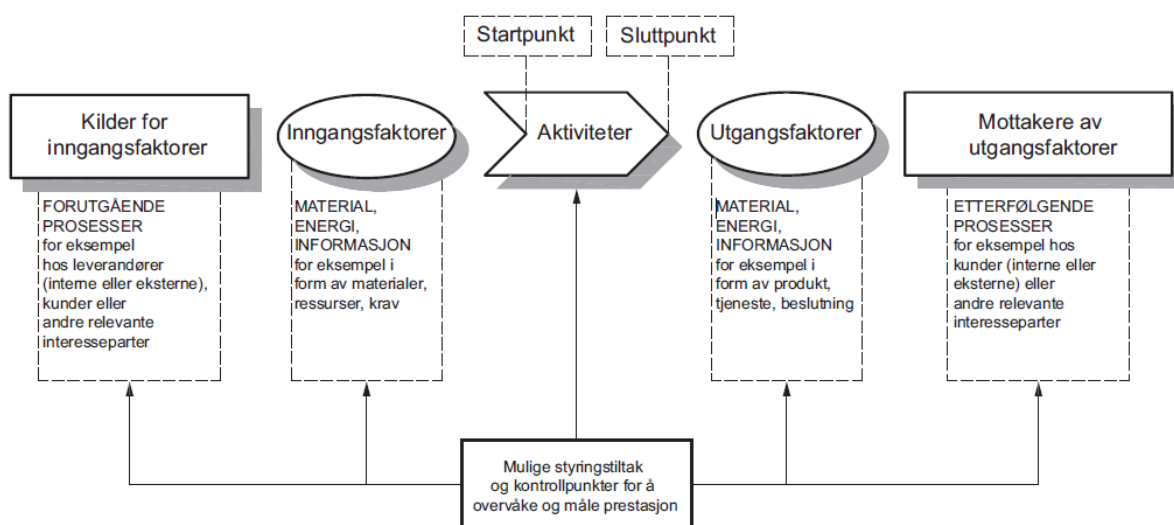 Startpunkt
Sluttpunkt
Kilder for
inngangsfaktorer
Inngangsfaktorer
Aktiviteter
Utgangsfaktorer
Mottakere av
utgangsfaktorer
FORUTGÅENDE
PROSESSER
for eksempel
hos leverandører
(interne eller eksterne),
kunder eller
andre relevante
interesseparter
MATERIAL,
ENERGI,
INFORMASJON
for eksempel i
form av materialer,
ressurser, krav
MATERIAL,
ENERGI,
INFORMASJON
for eksempel i
form av produkt,
tjeneste, beslutning
ETTERFØLGENDE
PROSESSER
for eksempel hos
kunder (interne eller
eksterne) eller
andre relevante
interesseparter
Mulige styringstiltak
og kontrollpunkter for å
overvåke og måle prestasjon